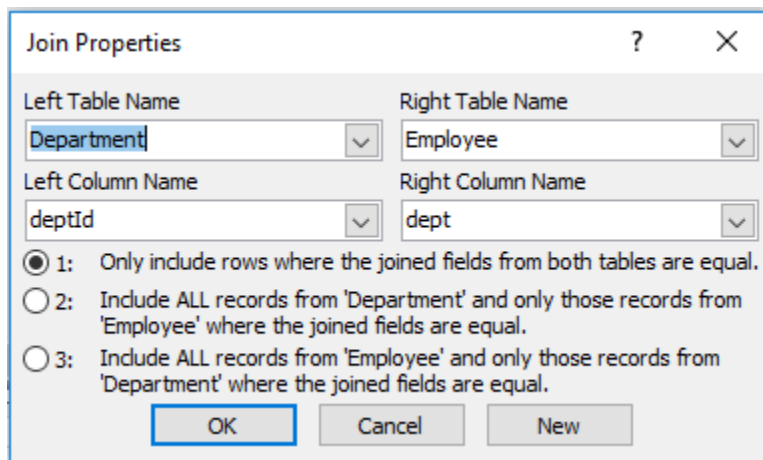 Join Properties ? X
Left Table Name Right Table Name
Department Employee
Left Column Name Right Column Name
deptId dept
1: Only include rows where the joined fields from both tables are equal.
2: Include ALL records from 'Department' and only those records from
'Employee' where the joined fields are equal.
3: Include ALL records from 'Employee' and only those records from
'Department' where the joined fields are equal.
OK Cancel New